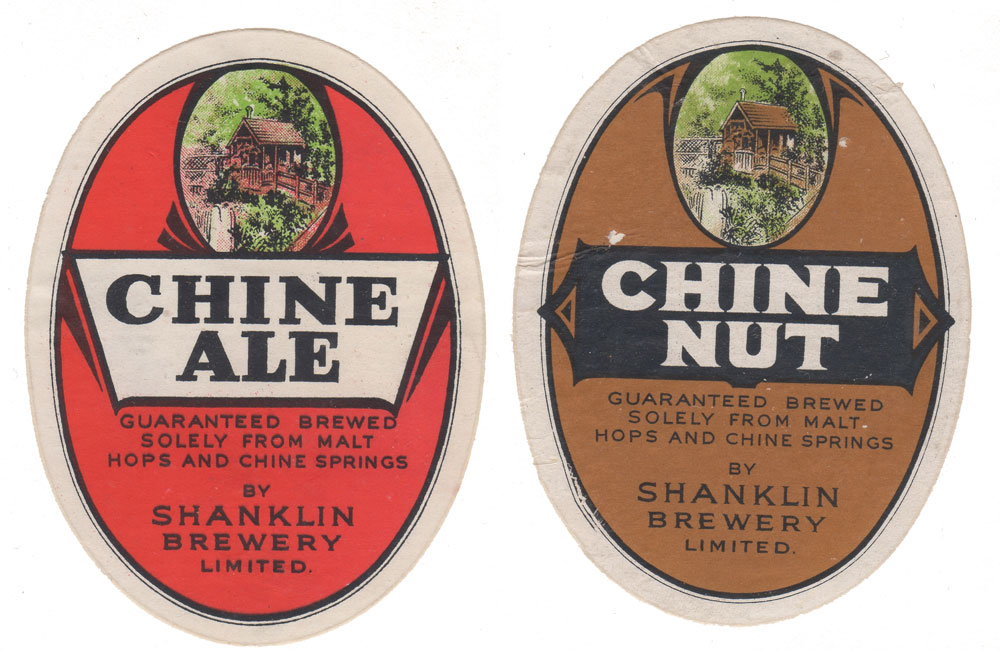 CHINE
ALE
GUARANTEED BREWED
SOLELY FROM MALT
HOPS AND CHINE SPRINGS
BY
SHANKLIN
BREWERY
LIMITED.
CHINE
NUT
GUARANTEED BREWED
SOLELY FROM MALT
HOPS AND CHINE SPRINGS
BY
SHANKLIN
BREWERY
LIMITED.